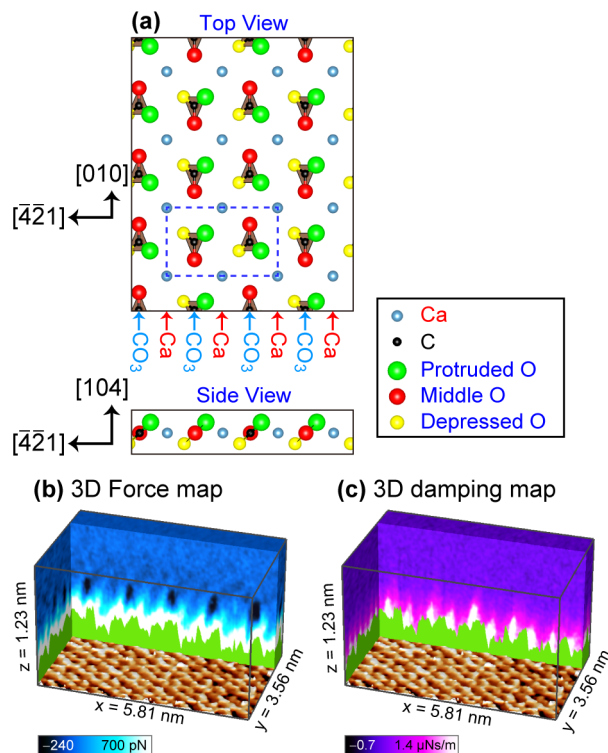 (a) Top View
[010]
[4̄2̄1]
CO₃ Ca CO₃ Ca CO₃ Ca CO₃ Ca
Ca
C
Protruded O
Middle O
Depressed O
Side View
[104]
[4̄2̄1]
(b) 3D Force map
z = 1.23 nm
x = 5.81 nm
y = 3.56 nm
−240 700 pN
(c) 3D damping map
z = 1.23 nm
x = 5.81 nm
y = 3.56 nm
−0.7 1.4 μNs/m